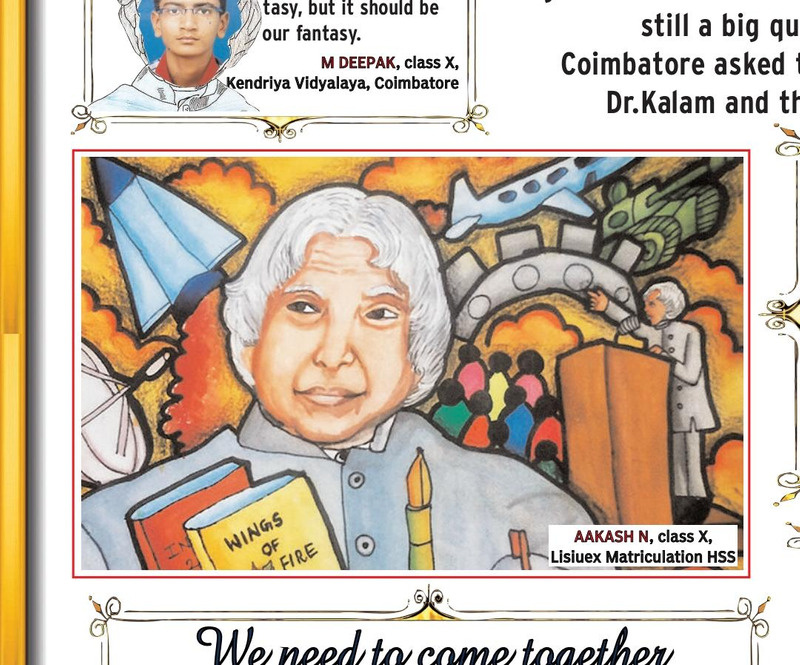 tasy, but it should be
our fantasy.
M DEEPAK, class X,
Kendriya Vidyalaya, Coimbatore
still a big qu
Coimbatore asked t
Dr.Kalam and th
WINGS
OF
FIRE
IN
AAKASH N, class X,
Lisiuex Matriculation HSS
We need to come together